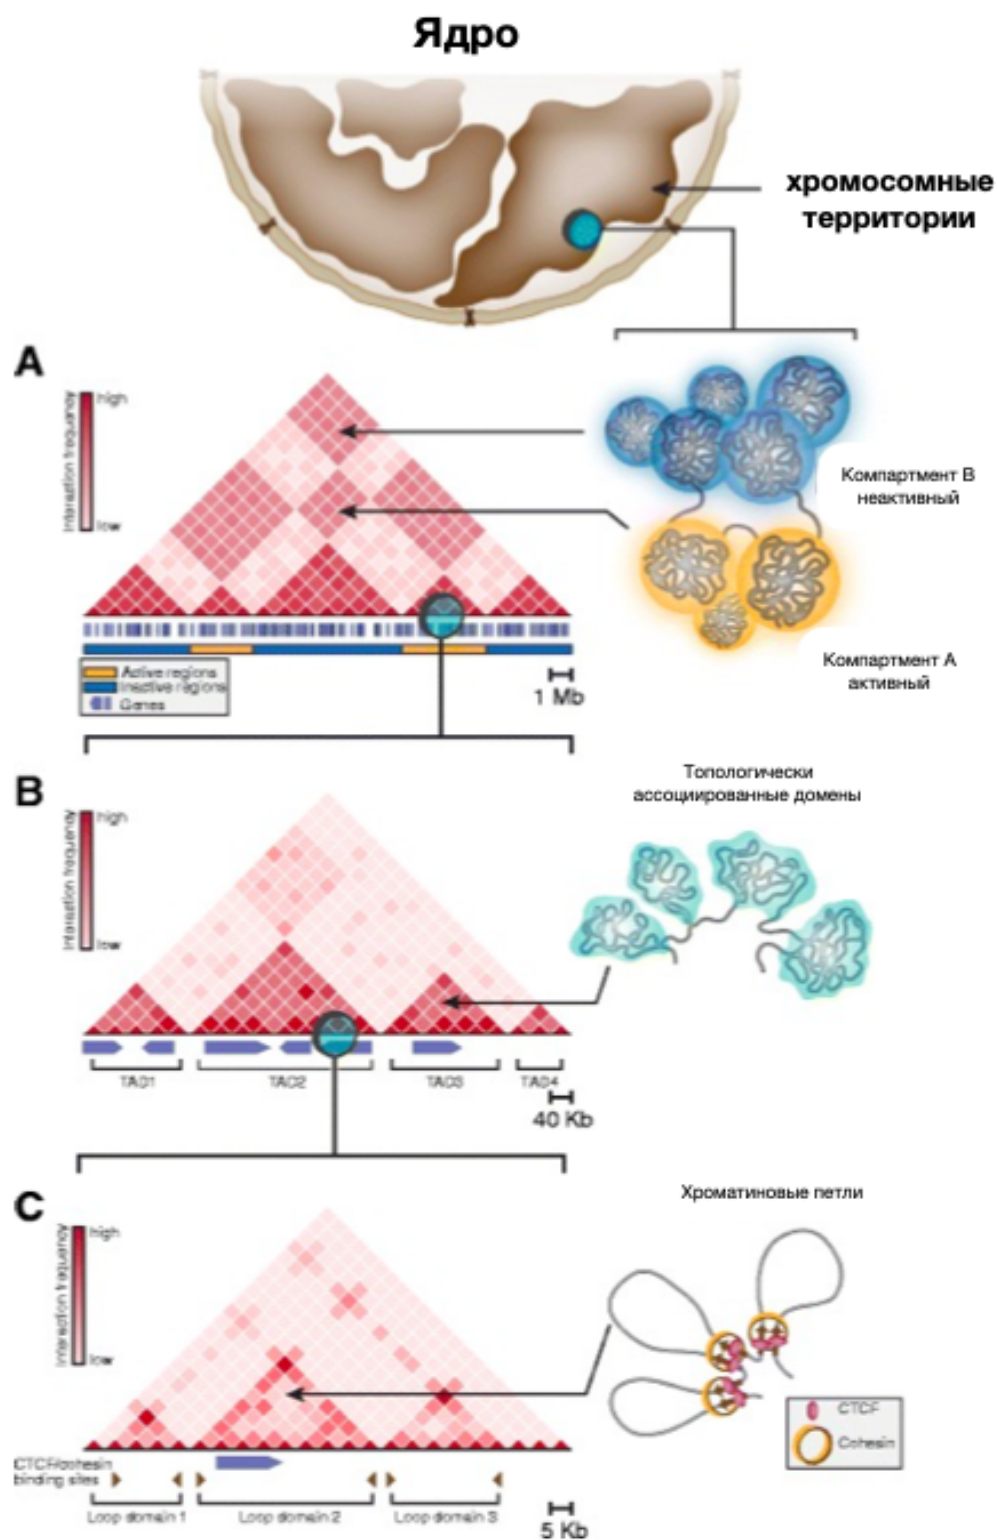 Ядро
хромосомные
территории
A
Interaction frequency
high
low
Компартмент В
неактивный
Компартмент А
активный
Active regions
Inactive regions
Genes
1 Mb
B
Топологически
ассоциированные домены
Interaction frequency
high
low
TAD1
TAD2
TAD3
TAD4
40 Kb
C
Хроматиновые петли
Interaction frequency
high
low
CTCF
Cohesin
CTCF/cohesin
binding sites
Loop domain 1
Loop domain 2
Loop domain 3
5 Kb